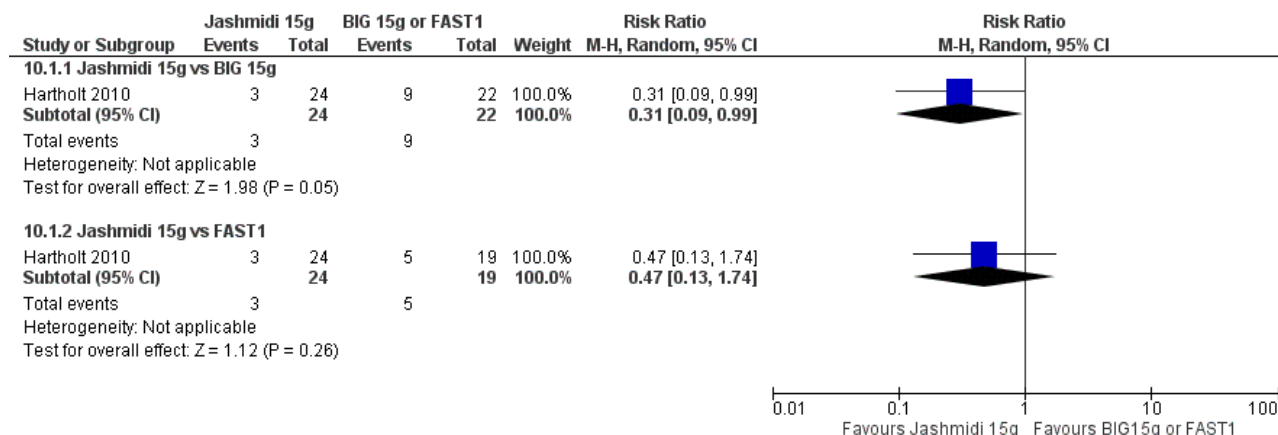 Jashmidi 15g BIG 15g or FAST1 Risk Ratio Risk Ratio
Study or Subgroup Events Total Events Total Weight M-H, Random, 95% CI M-H, Random, 95% CI
10.1.1 Jashmidi 15g vs BIG 15g
Hartholt 2010 3 24 9 22 100.0% 0.31 [0.09, 0.99]
Subtotal (95% CI) 24 22 100.0% 0.31 [0.09, 0.99]
Total events 3 9
Heterogeneity: Not applicable
Test for overall effect: Z = 1.98 (P = 0.05)
10.1.2 Jashmidi 15g vs FAST1
Hartholt 2010 3 24 5 19 100.0% 0.47 [0.13, 1.74]
Subtotal (95% CI) 24 19 100.0% 0.47 [0.13, 1.74]
Total events 3 5
Heterogeneity: Not applicable
Test for overall effect: Z = 1.12 (P = 0.26)
0.01 0.1 1 10 100
Favours Jashmidi 15g Favours BIG15g or FAST1